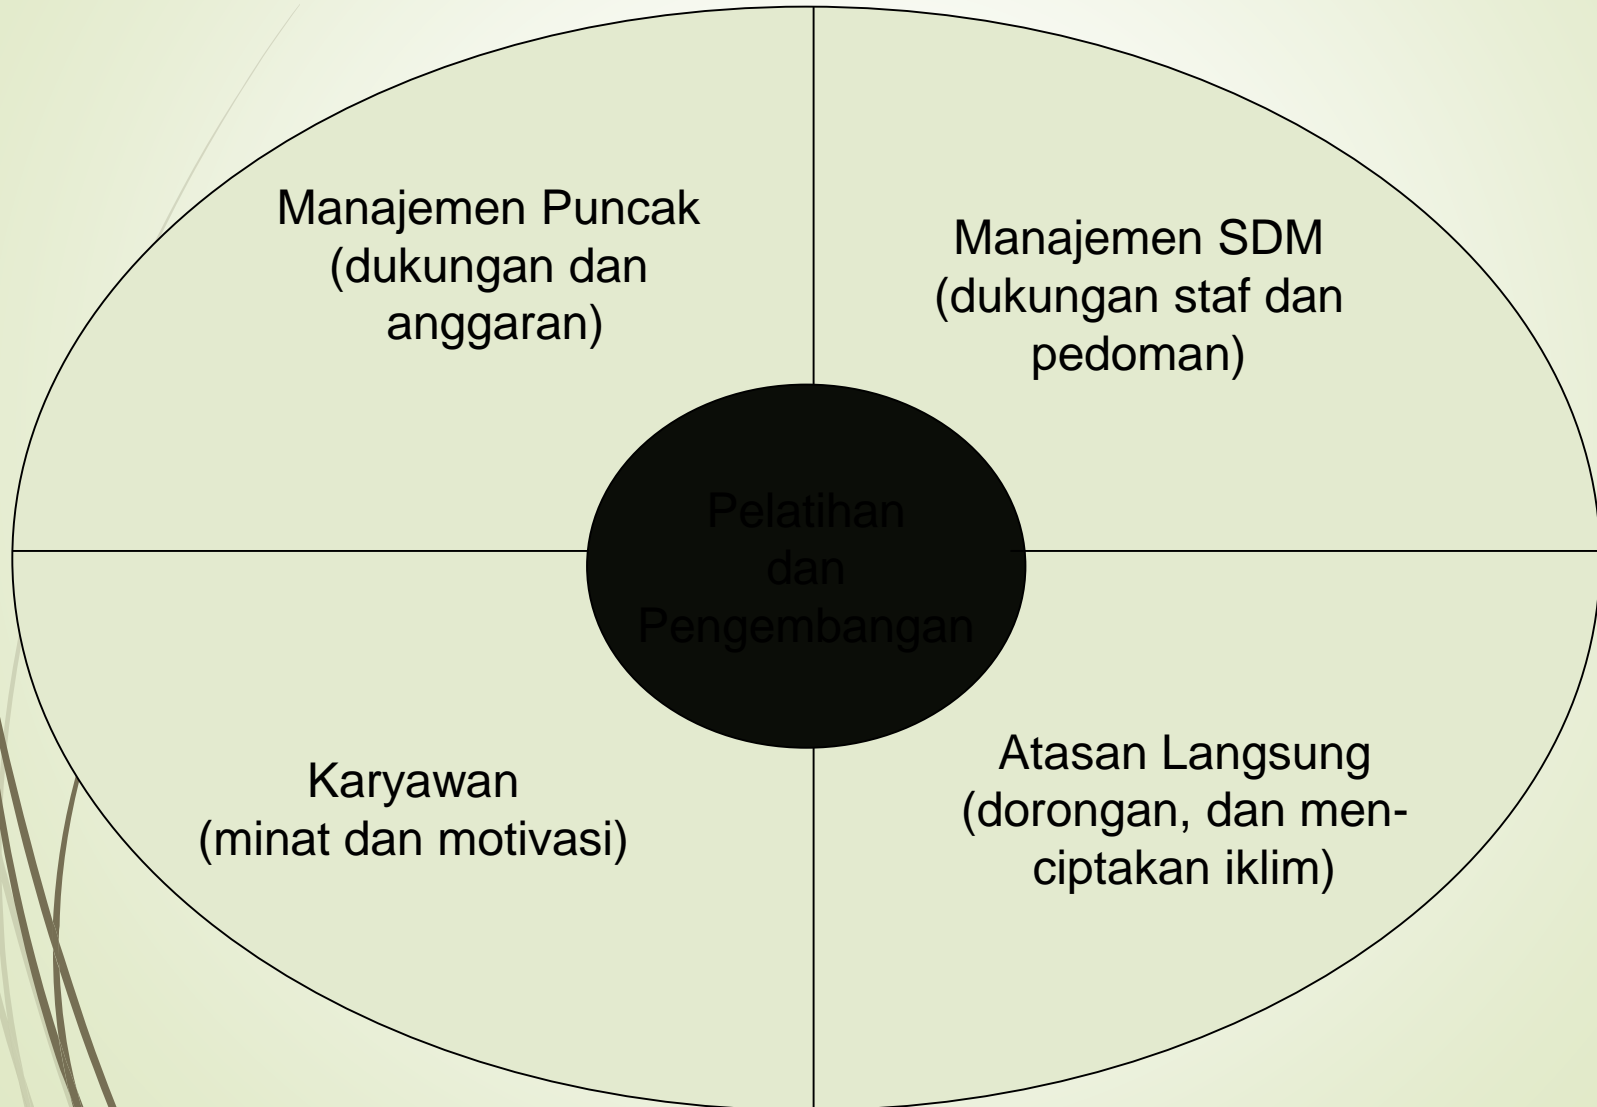 Manajemen Puncak
(dukungan dan
anggaran)
Manajemen SDM
(dukungan staf dan
pedoman)
Pelatihan
dan
Pengembangan
Karyawan
(minat dan motivasi)
Atasan Langsung
(dorongan, dan men-
ciptakan iklim)